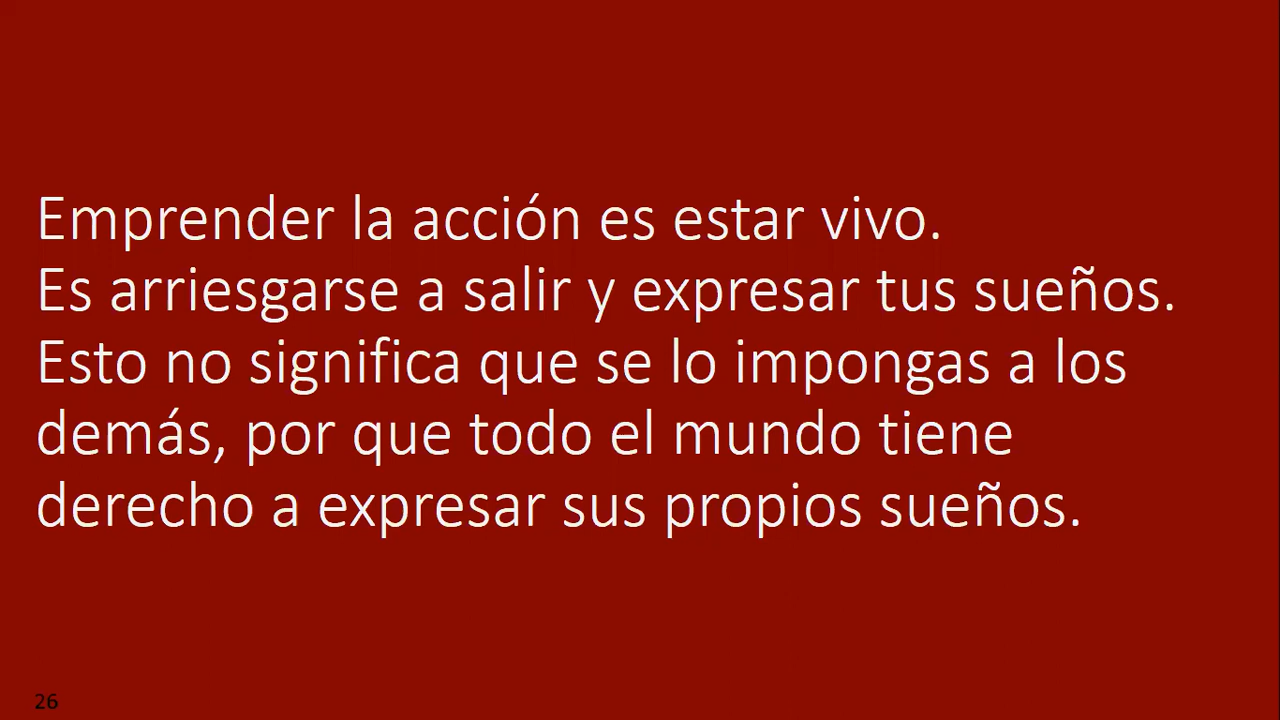 Emprender la acción es estar vivo.
Es arriesgarse a salir y expresar tus sueños.
Esto no significa que se lo impongas a los
demás, por que todo el mundo tiene
derecho a expresar sus propios sueños.
26